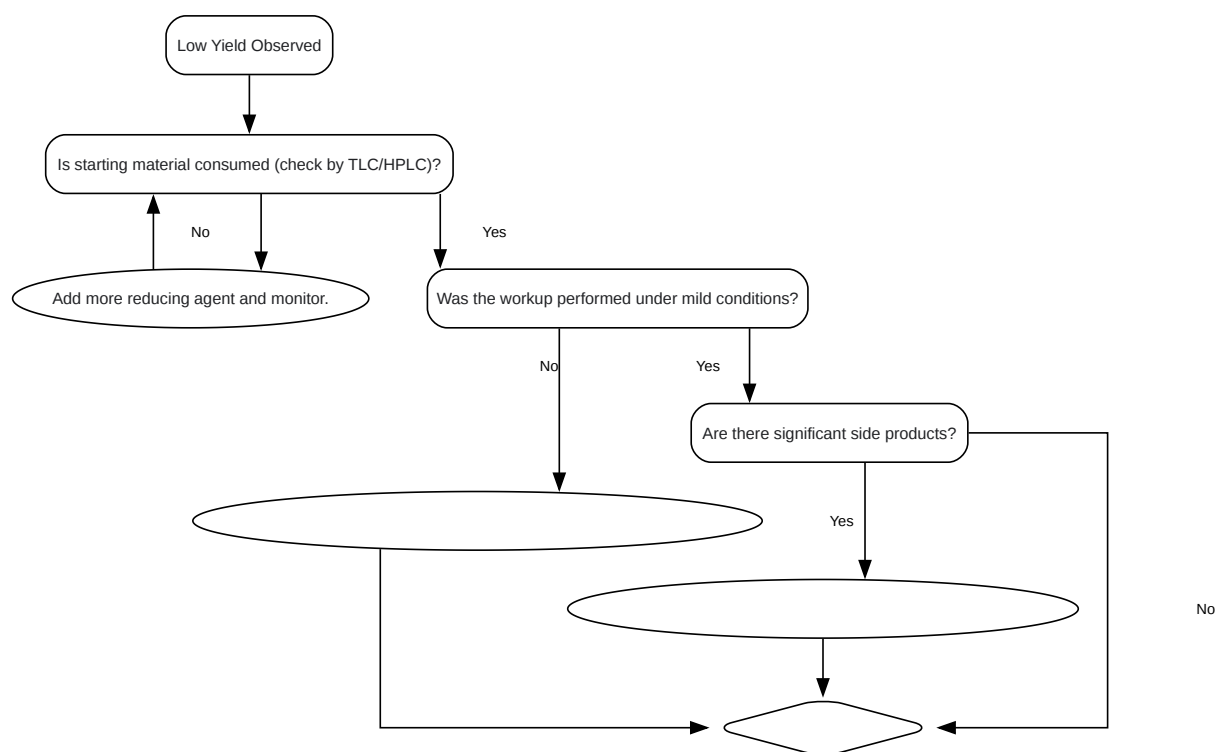 Low Yield Observed
Is starting material consumed (check by TLC/HPLC)?
No
Yes
Add more reducing agent and monitor.
Was the workup performed under mild conditions?
No
Yes
Are there significant side products?
Yes
No